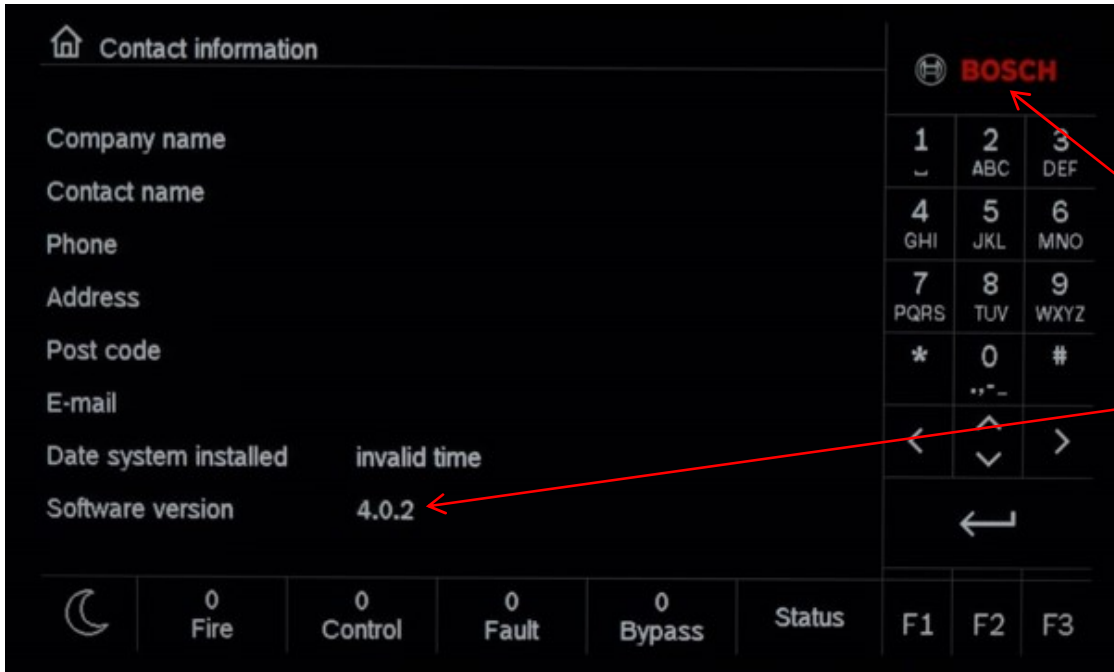 Contact information
BOSCH
Company name
Contact name
Phone
Address
Post code
E-mail
Date system installed invalid time
Software version 4.0.2
1 2 3
ABC DEF
4 5 6
GHI JKL MNO
7 8 9
PQRS TUV WXYZ
* 0 #
.,-_
0 0 0 0
Fire Control Fault Bypass Status F1 F2 F3